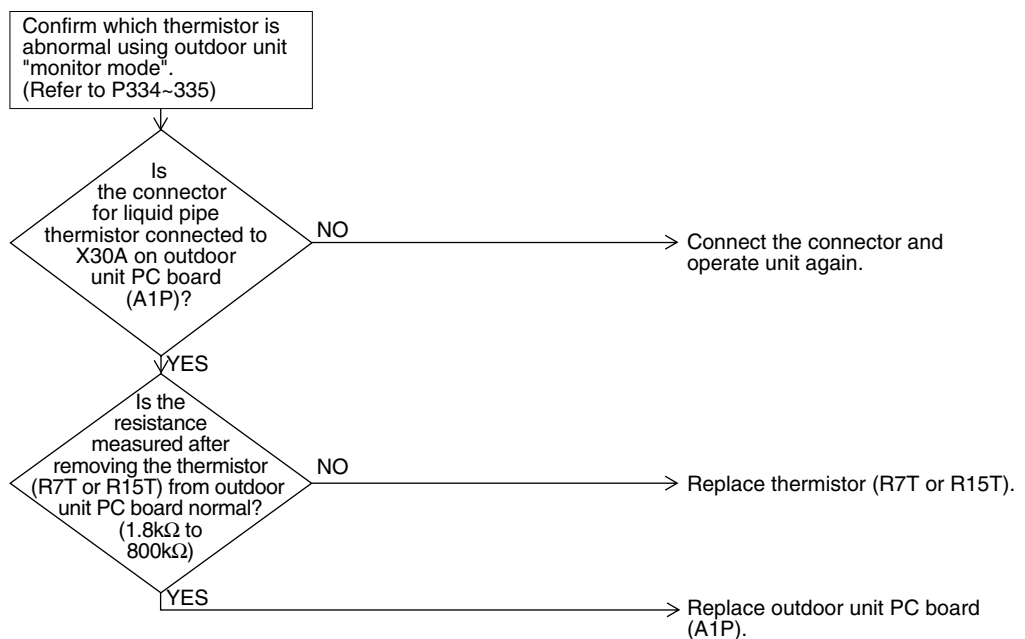 Confirm which thermistor is
abnormal using outdoor unit
"monitor mode".
(Refer to P334~335)
Is
the connector
for liquid pipe
thermistor connected to
X30A on outdoor
unit PC board
(A1P)?
NO
Connect the connector and
operate unit again.
YES
Is the
resistance
measured after
removing the thermistor
(R7T or R15T) from outdoor
unit PC board normal?
(1.8kΩ to
800kΩ)
NO
Replace thermistor (R7T or R15T).
YES
Replace outdoor unit PC board
(A1P).